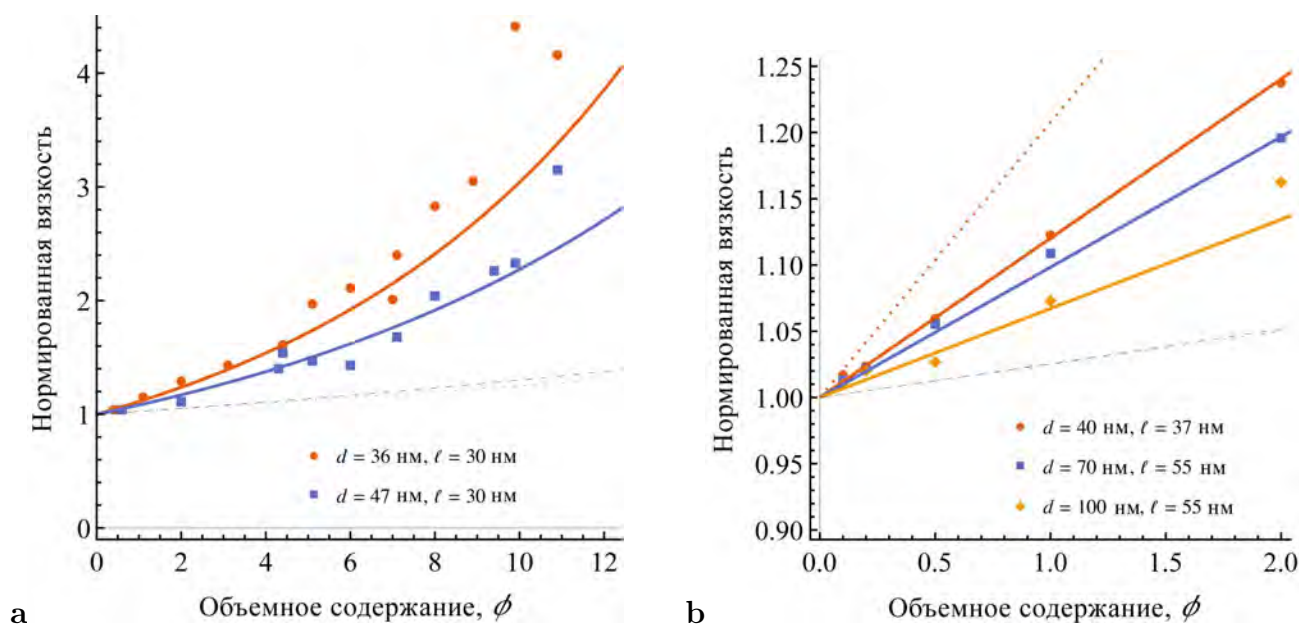 Нормированная вязкость
4
3
2
1
0
0 2 4 6 8 10 12
d = 36 нм, ℓ = 30 нм
d = 47 нм, ℓ = 30 нм
Объемное содержание, ϕ
a
Нормированная вязкость
1.25
1.20
1.15
1.10
1.05
1.00
0.95
0.90
0.0 0.5 1.0 1.5 2.0
d = 40 нм, ℓ = 37 нм
d = 70 нм, ℓ = 55 нм
d = 100 нм, ℓ = 55 нм
Объемное содержание, ϕ
b